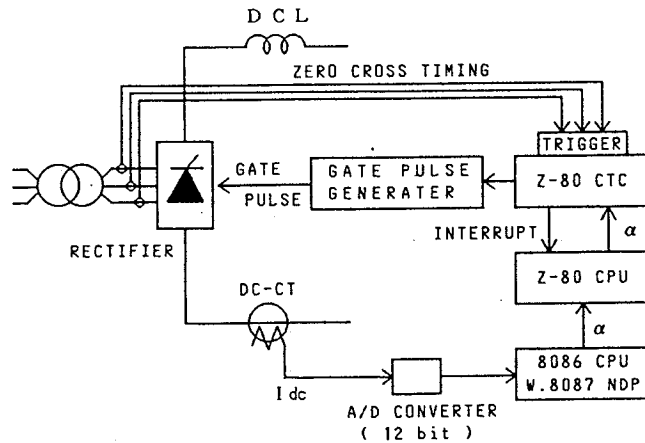 DCL
ZERO CROSS TIMING
TRIGGER
GATE
PULSE
GATE PULSE
GENERATER
Z-80 CTC
RECTIFIER
INTERRUPT
α
DC-CT
Z-80 CPU
α
8086 CPU
W.8087 NDP
Idc
A/D CONVERTER
( 12 bit )